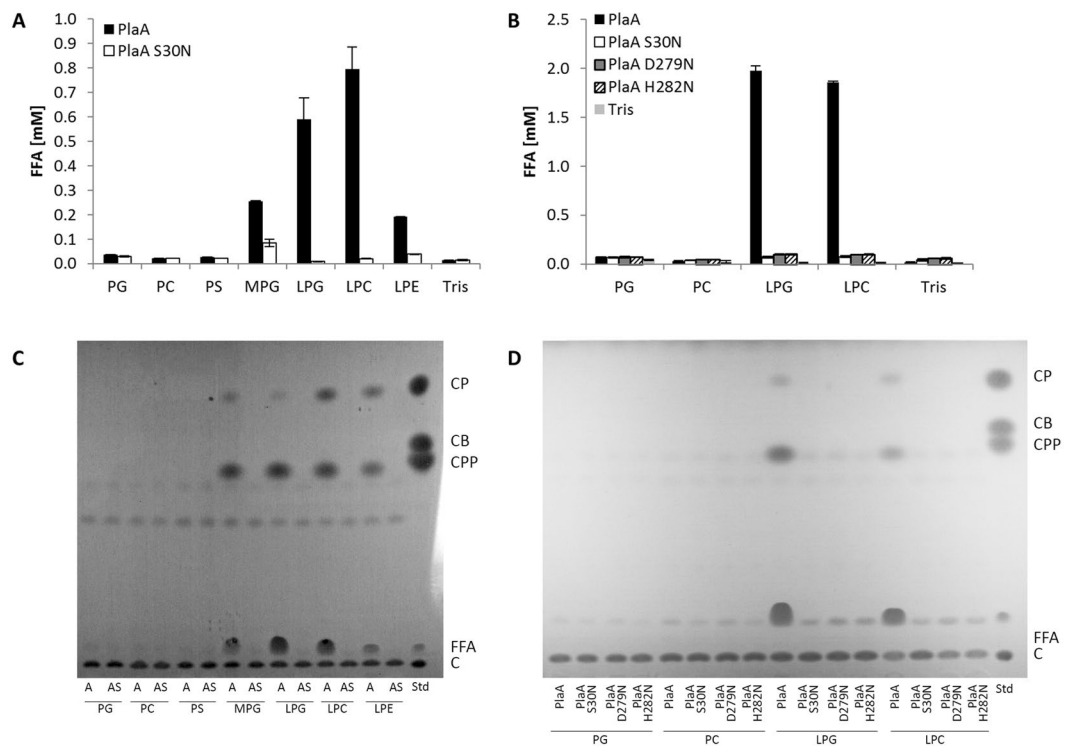 A
FFA [mM]
1.0
0.9
0.8
0.7
0.6
0.5
0.4
0.3
0.2
0.1
0.0
PlaA
PlaA S30N
PG PC PS MPG LPG LPC LPE Tris
B
FFA [mM]
2.5
2.0
1.5
1.0
0.5
0.0
PlaA
PlaA S30N
PlaA D279N
PlaA H282N
Tris
PG PC LPG LPC Tris
C
CP
CB
CPP
FFA
C
A AS A AS A AS A AS A AS A AS A AS Std
PG PC PS MPG LPG LPC LPE
D
CP
CB
CPP
FFA
C
PlaA PlaA S30N PlaA D279N PlaA H282N PlaA PlaA S30N PlaA D279N PlaA H282N PlaA PlaA S30N PlaA D279N PlaA H282N PlaA PlaA S30N PlaA D279N PlaA H282N Std
PG PC LPG LPC